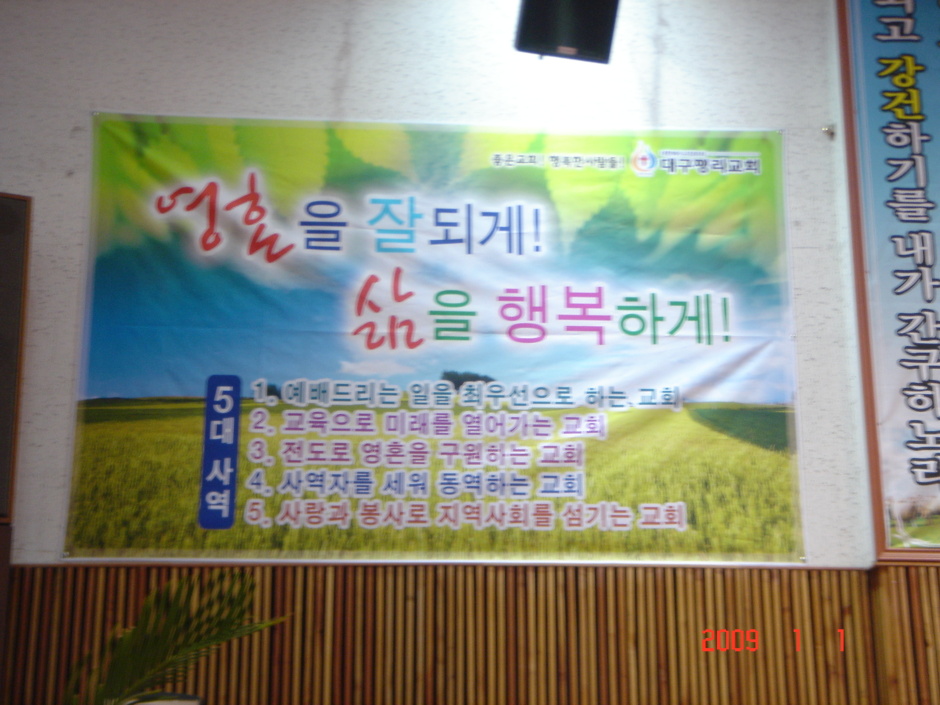 좋은교회! 행복한사람들! 대구평리교회
영혼을 잘되게!
삶을 행복하게!
5대 사역
1. 예배드리는 일을 최우선으로 하는 교회
2. 교육으로 미래를 열어가는 교회
3. 전도로 영혼을 구원하는 교회
4. 사역자를 세워 동역하는 교회
5. 사랑과 봉사로 지역사회를 섬기는 교회
강건하기를 내가 간구하노라
2009 1 1